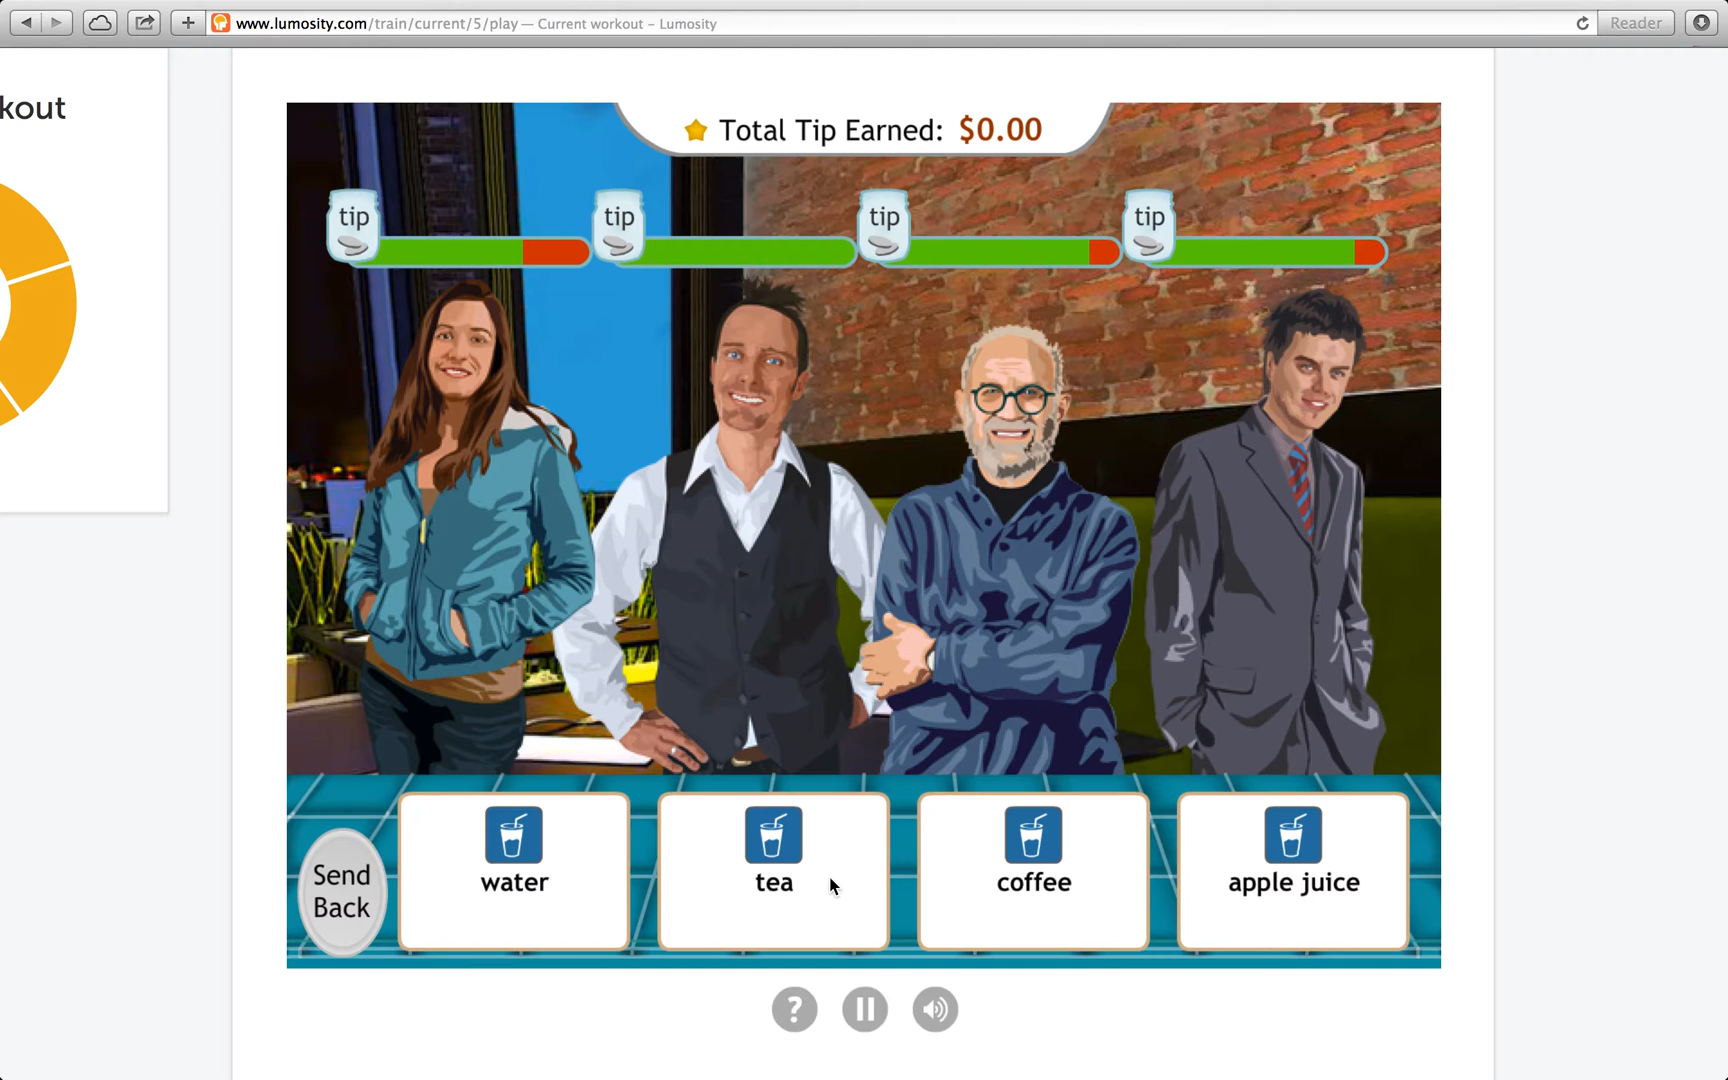 www.lumosity.com/train/current/5/play — Current workout – Lumosity
Reader
kout
Total Tip Earned: $0.00
tip
tip
tip
tip
Send
Back
water
tea
coffee
apple juice
?